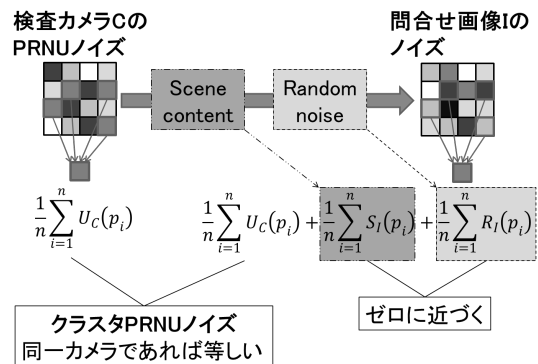 検査カメラCの
PRNUノイズ
問合せ画像Iの
ノイズ
Scene
content
Random
noise
\frac{1}{n}\sum_{i=1}^{n} U_C(p_i)
\frac{1}{n}\sum_{i=1}^{n} U_C(p_i) + \frac{1}{n}\sum_{i=1}^{n} S_I(p_i) + \frac{1}{n}\sum_{i=1}^{n} R_I(p_i)
クラスタPRNUノイズ
同一カメラであれば等しい
ゼロに近づく